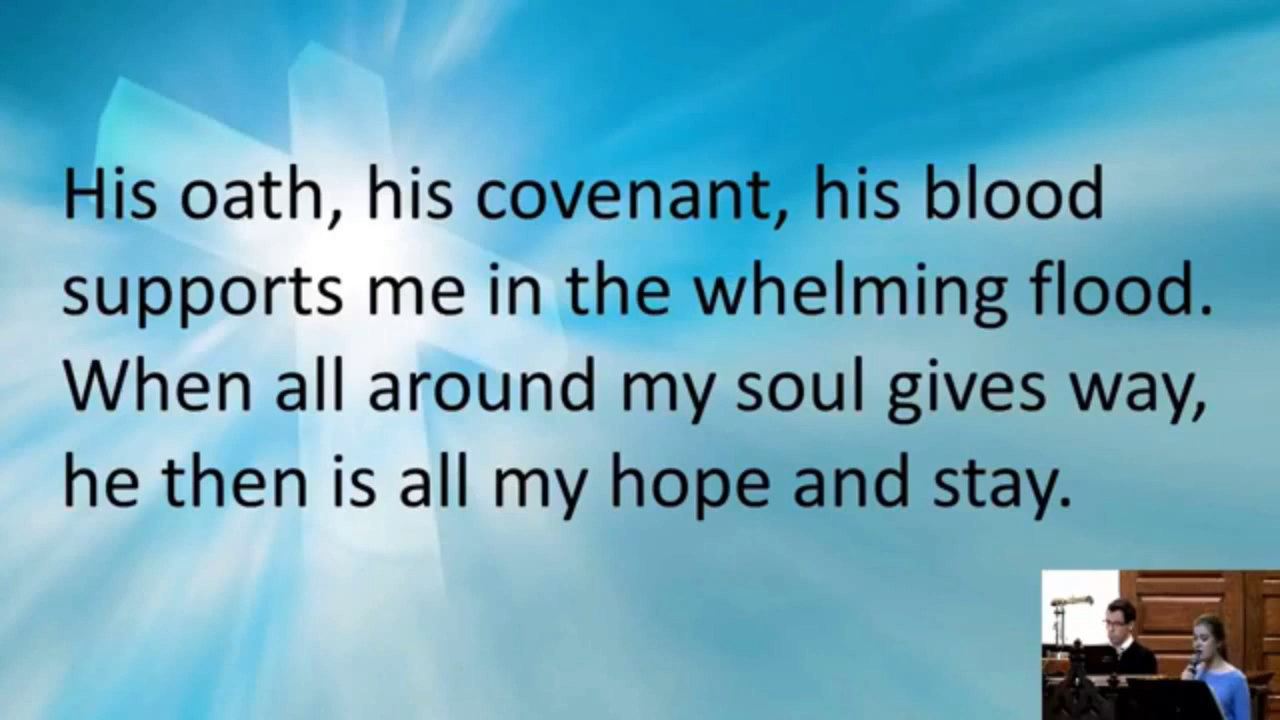 His oath, his covenant, his blood
supports me in the whelming flood.
When all around my soul gives way,
he then is all my hope and stay.